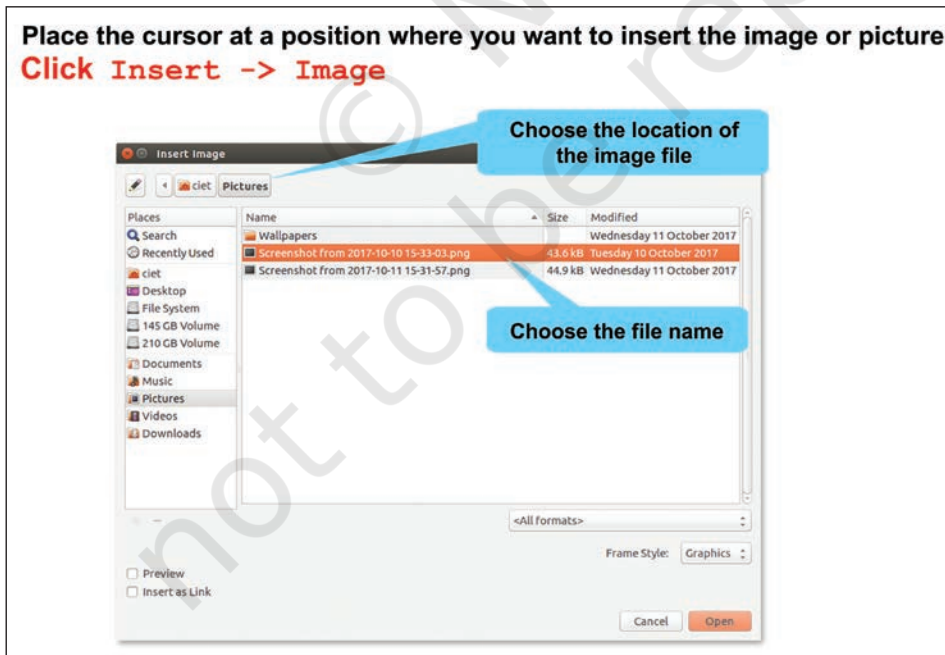 Place the cursor at a position where you want to insert the image or picture
Click Insert -> Image
Choose the location of
the image file
Insert Image
ciet Pictures
Places Name Size Modified
Search Wallpapers Wednesday 11 October 2017
Recently Used Screenshot from 2017-10-10 15-33-03.png 43.6 kB Tuesday 10 October 2017
ciet Screenshot from 2017-10-11 15-31-57.png 44.9 kB Wednesday 11 October 2017
Desktop
File System
145 GB Volume
210 GB Volume
Choose the file name
Documents
Music
Pictures
Videos
Downloads
<All formats>
Frame Style: Graphics
Preview
Insert as Link
Cancel Open
© N
not to be rep